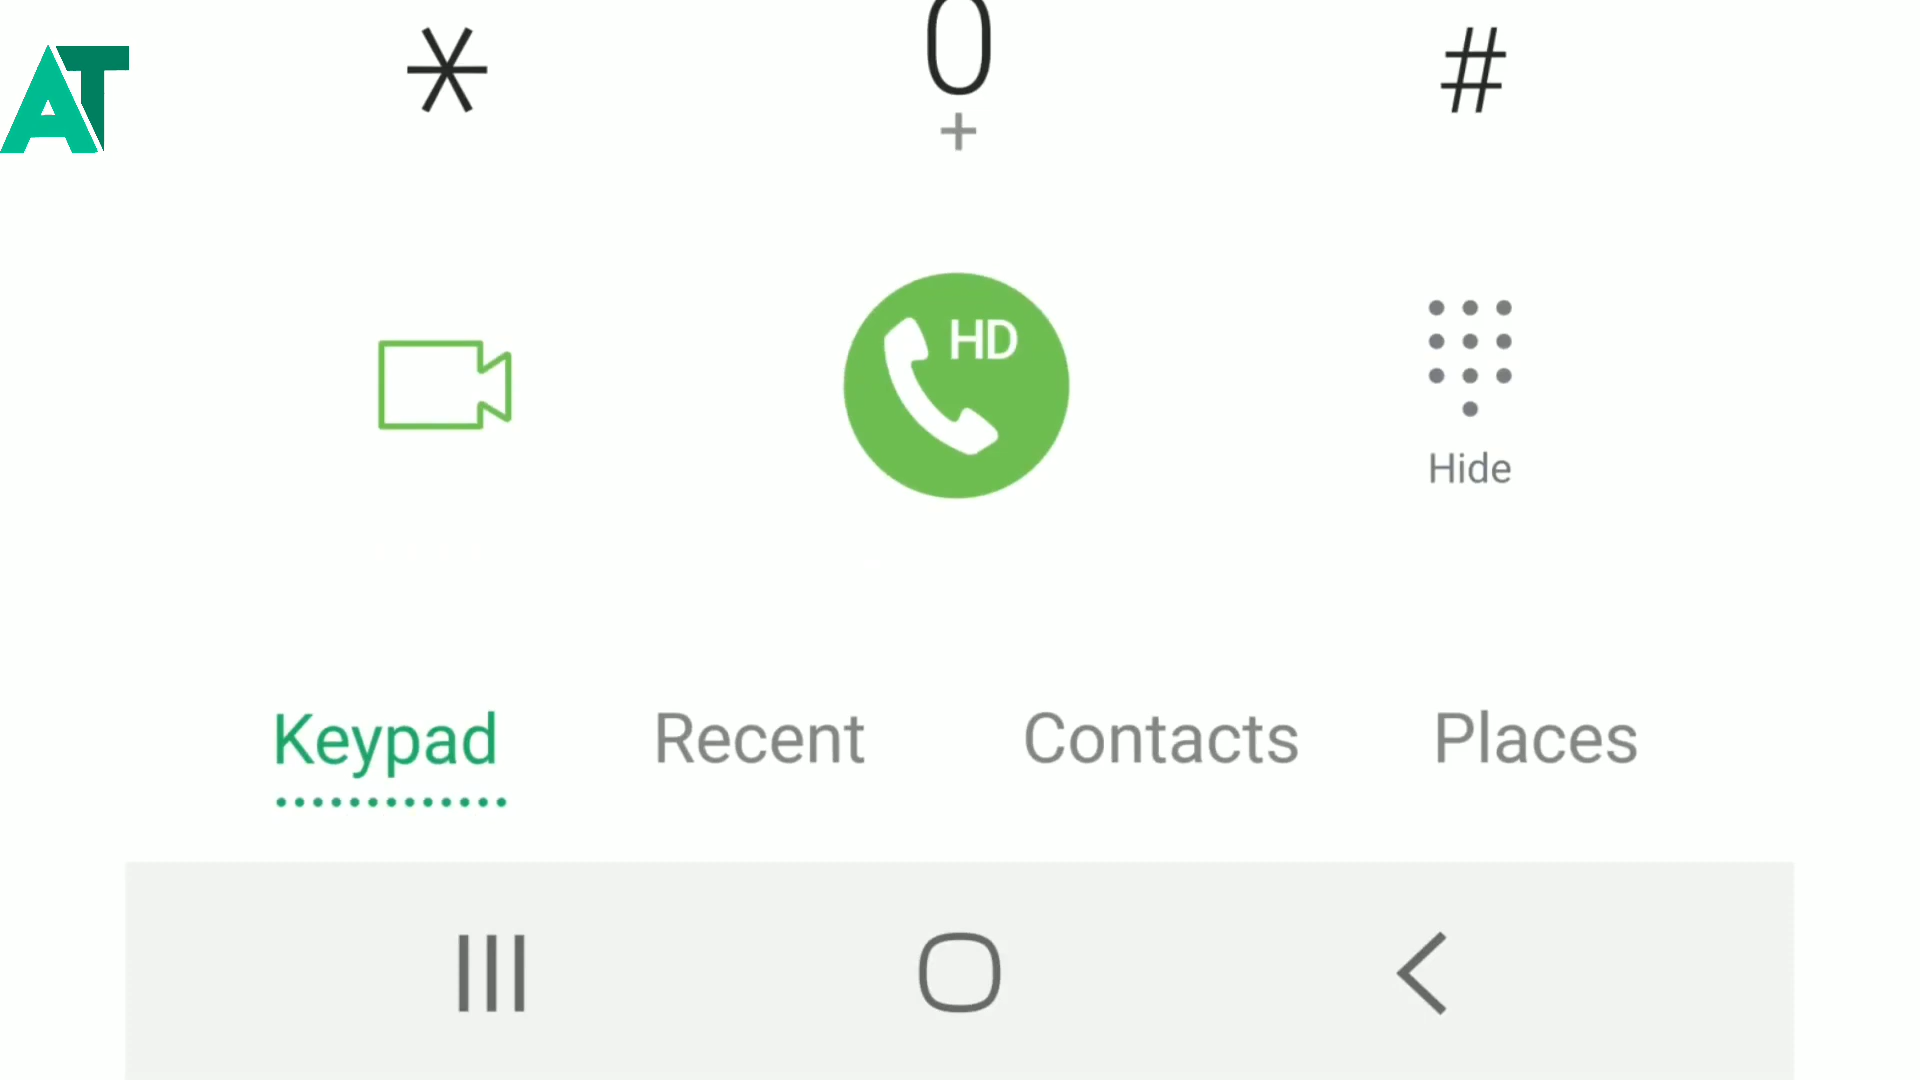 AT
* 0 #
+
HD
Hide
Keypad Recent Contacts Places